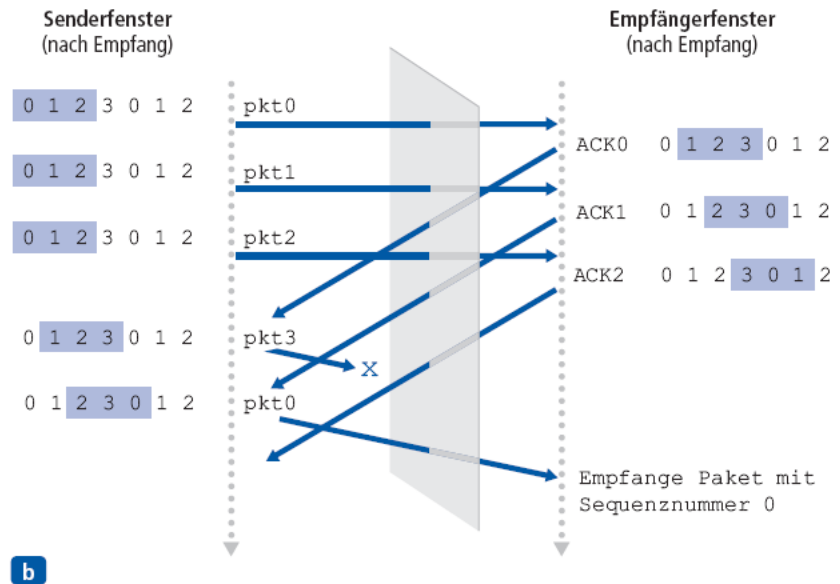 Senderfenster
(nach Empfang)
Empfängerfenster
(nach Empfang)
0 1 2 3 0 1 2
pkt0
ACK0 0 1 2 3 0 1 2
0 1 2 3 0 1 2
pkt1
ACK1 0 1 2 3 0 1 2
0 1 2 3 0 1 2
pkt2
ACK2 0 1 2 3 0 1 2
0 1 2 3 0 1 2
pkt3
x
0 1 2 3 0 1 2
pkt0
Empfange Paket mit
Sequenznummer 0
b